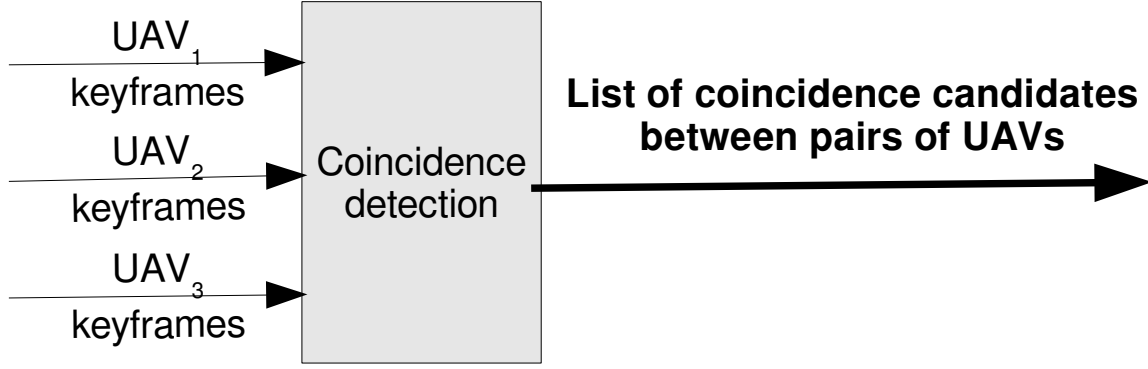 UAV₁
keyframes
UAV₂
keyframes
UAV₃
keyframes
Coincidence
detection
List of coincidence candidates
between pairs of UAVs